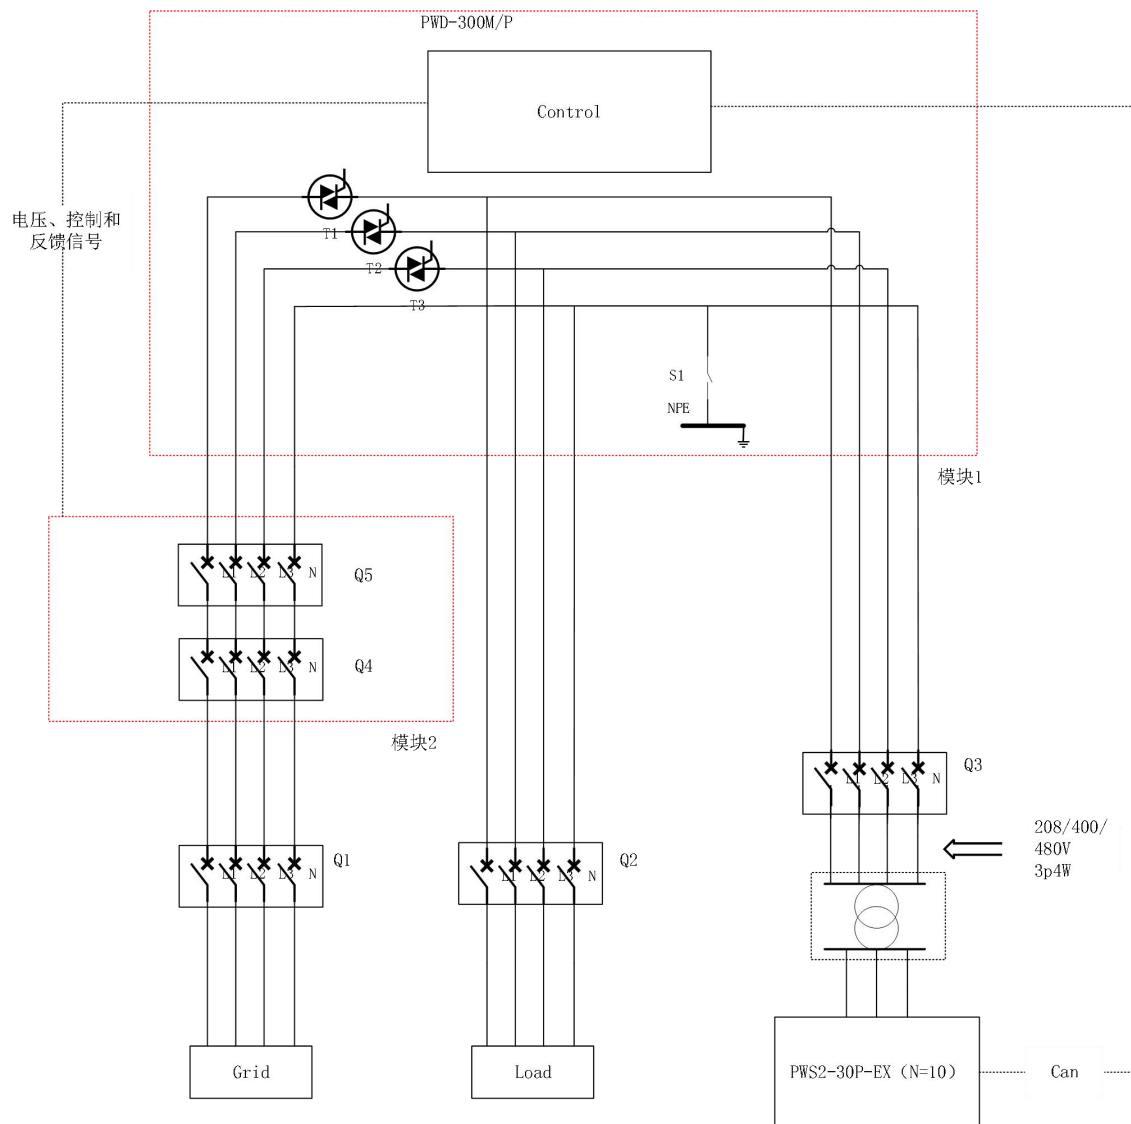 PWD-300M/P
Control
电压、控制和
反馈信号
T1
T2
T3
S1
NPE
模块1
L1 L2 L3 N
Q5
L1 L2 L3 N
Q4
模块2
L1 L2 L3 N
Q3
208/400/
480V
3p4W
L1 L2 L3 N
Q1
L1 L2 L3 N
Q2
Grid
Load
PWS2-30P-EX（N=10）
Can